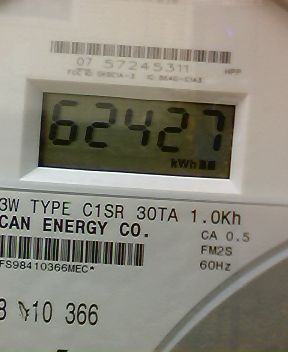 07 57245311
HPP
62427
kWh
3W TYPE C1SR 30TA 1.0Kh
CAN ENERGY CO.
CA 0.5
FM2S
60Hz
FS98410366MEC*
10 366